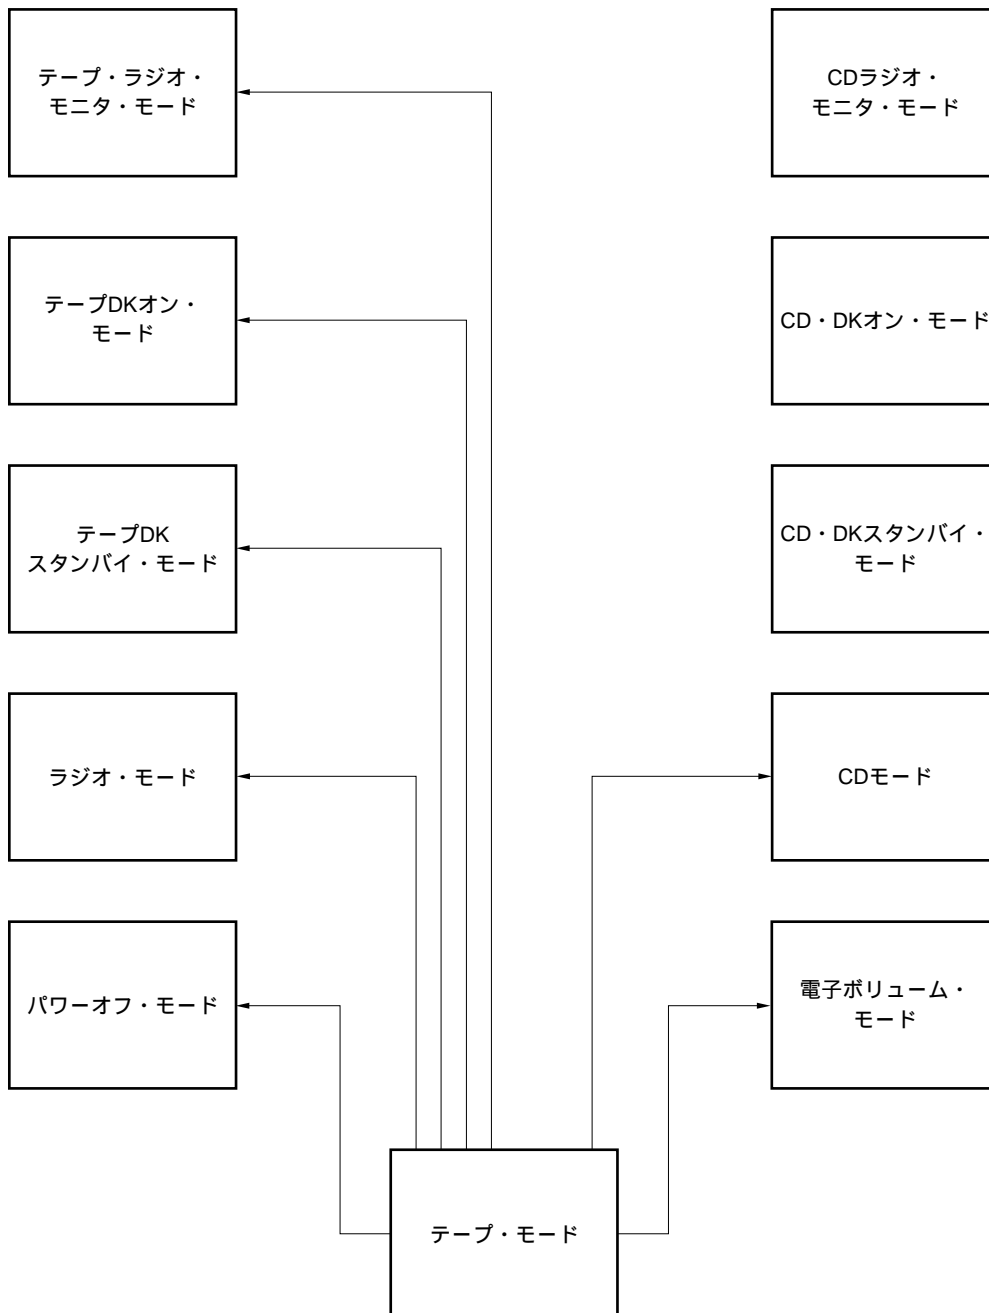 テープ・ラジオ・
モニタ・モード
CDラジオ・
モニタ・モード
テープDKオン・
モード
CD・DKオン・モード
テープDK
スタンバイ・モード
CD・DKスタンバイ・
モード
ラジオ・モード
CDモード
パワーオフ・モード
電子ボリューム・
モード
テープ・モード